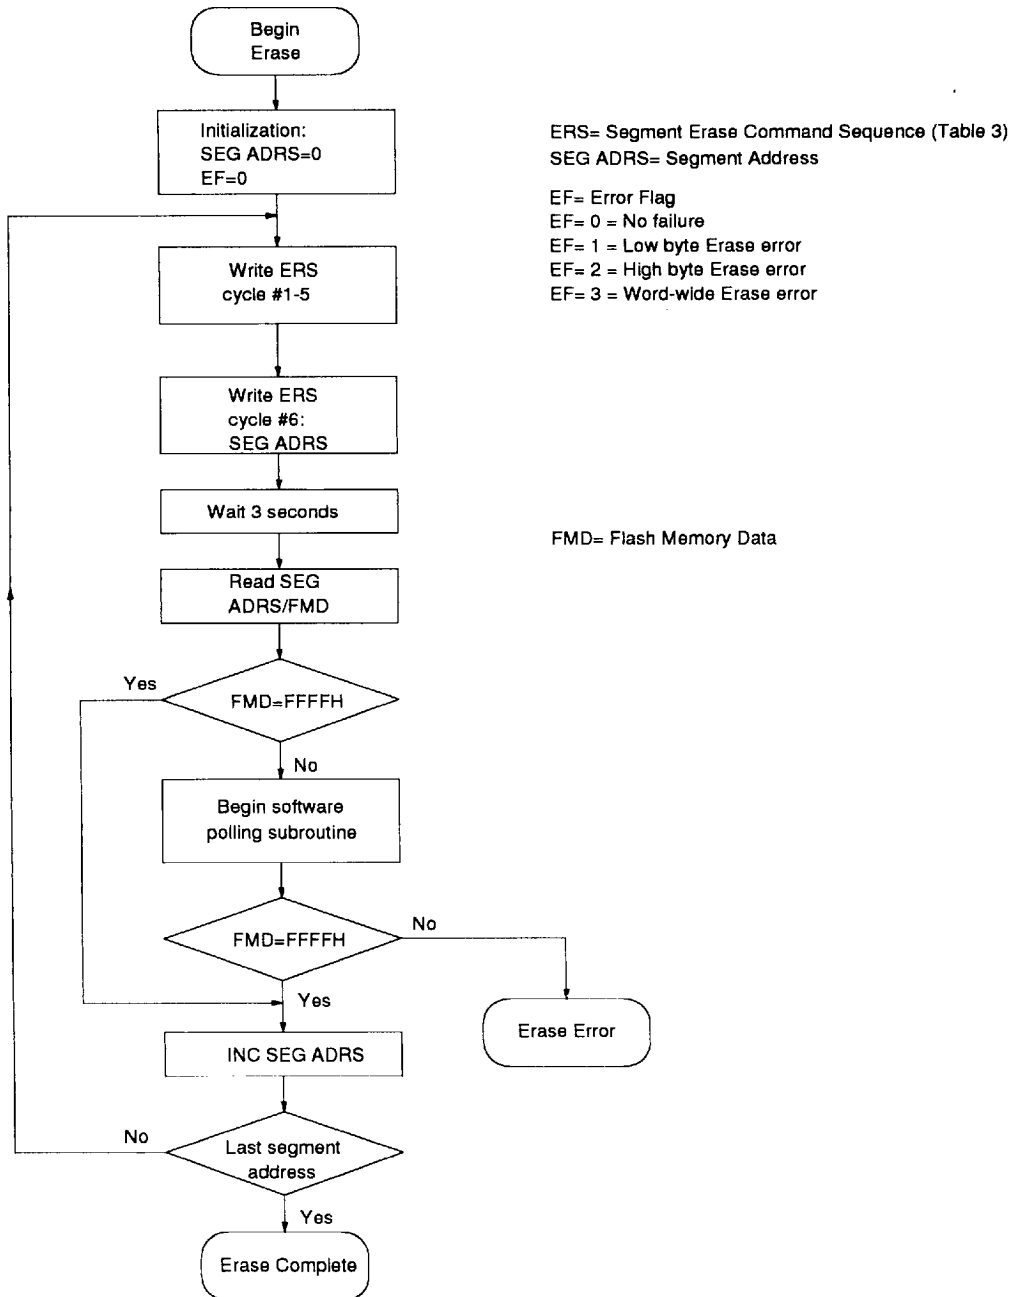 Begin
Erase
Initialization:
SEG ADRS=0
EF=0
ERS= Segment Erase Command Sequence (Table 3)
SEG ADRS= Segment Address
EF= Error Flag
EF= 0 = No failure
EF= 1 = Low byte Erase error
EF= 2 = High byte Erase error
EF= 3 = Word-wide Erase error
Write ERS
cycle #1-5
Write ERS
cycle #6:
SEG ADRS
Wait 3 seconds
FMD= Flash Memory Data
Read SEG
ADRS/FMD
Yes
FMD=FFFFH
No
Begin software
polling subroutine
FMD=FFFFH
No
Yes
Erase Error
INC SEG ADRS
No
Last segment
address
Yes
Erase Complete